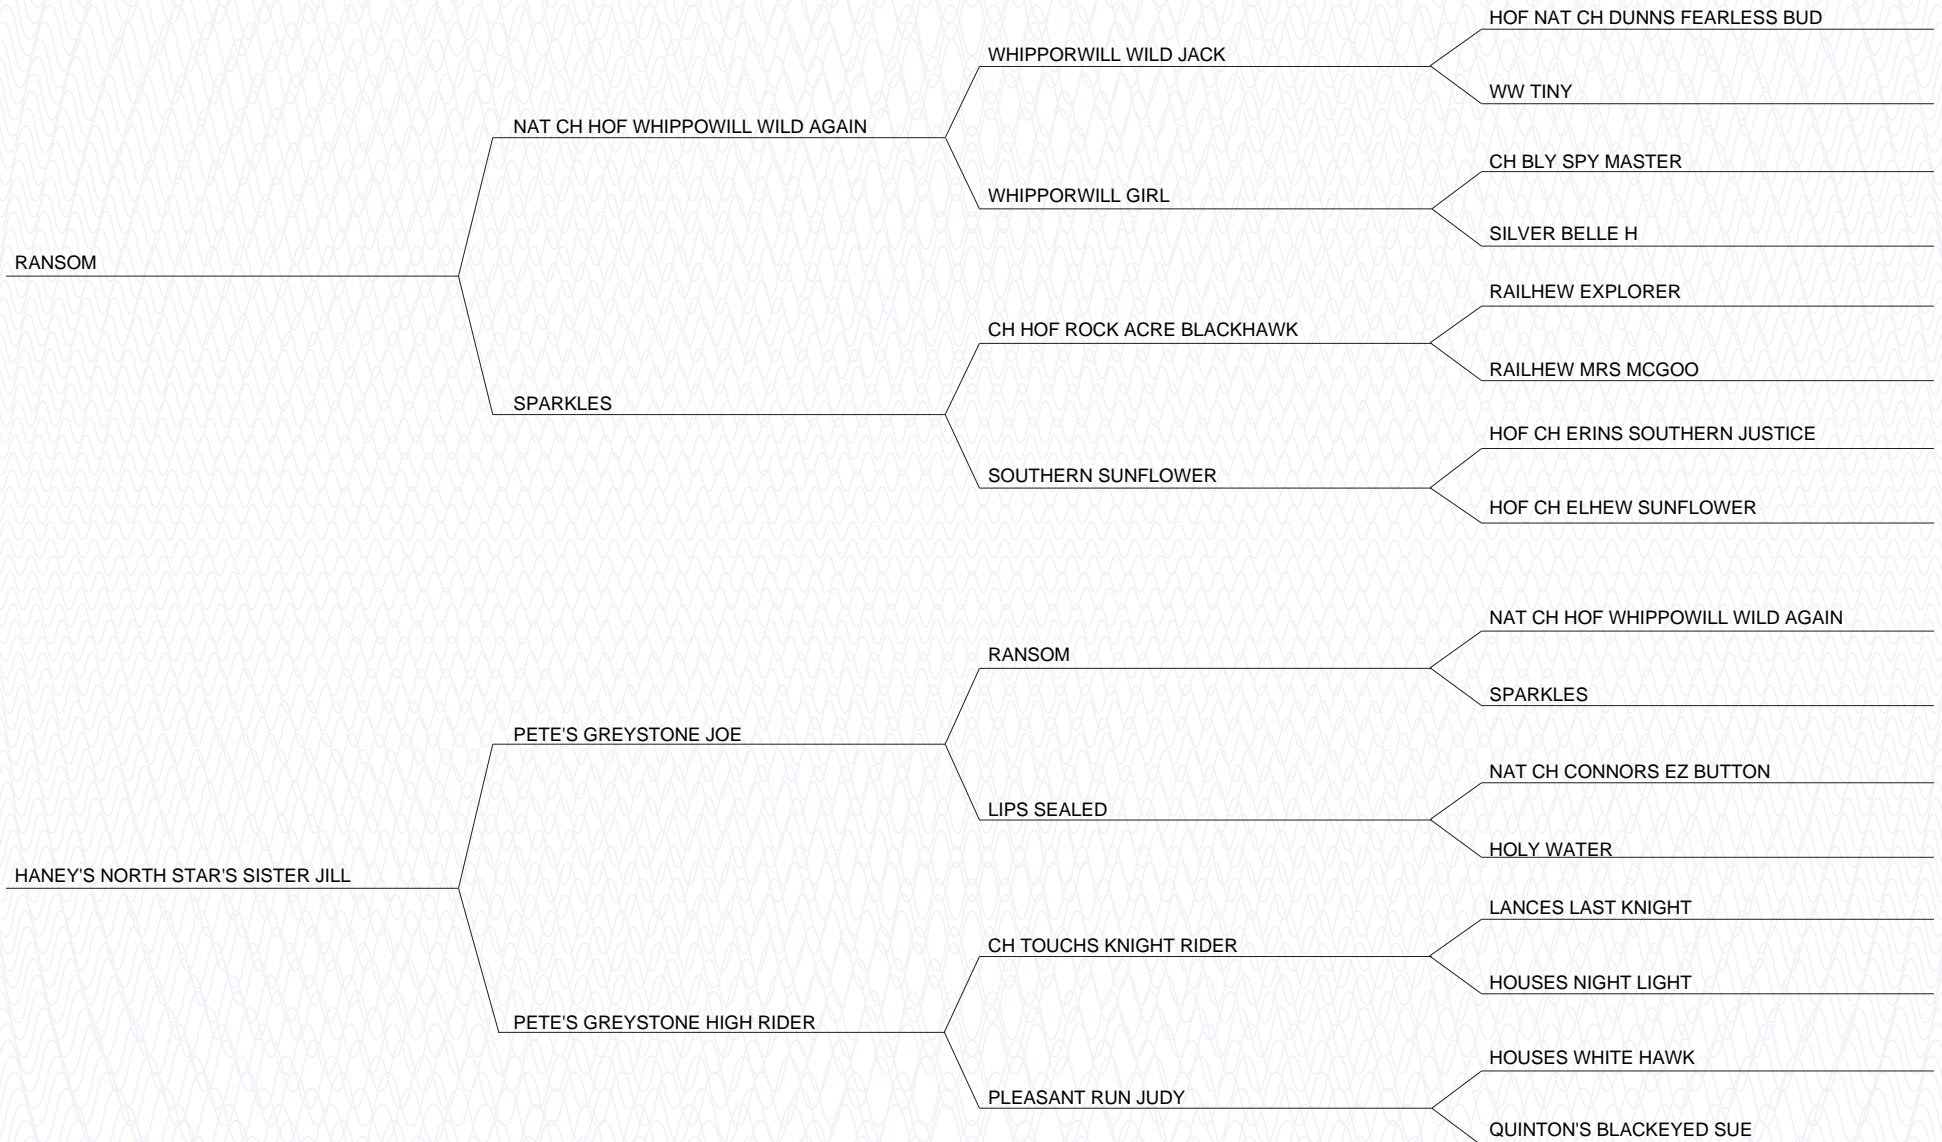 HOF NAT CH DUNNS FEARLESS BUD
WHIPPORWILL WILD JACK
WW TINY
NAT CH HOF WHIPPOWILL WILD AGAIN
CH BLY SPY MASTER
WHIPPORWILL GIRL
SILVER BELLE H
RANSOM
RAILHEW EXPLORER
CH HOF ROCK ACRE BLACKHAWK
RAILHEW MRS MCGOO
SPARKLES
HOF CH ERINS SOUTHERN JUSTICE
SOUTHERN SUNFLOWER
HOF CH ELHEW SUNFLOWER
NAT CH HOF WHIPPOWILL WILD AGAIN
RANSOM
SPARKLES
PETE'S GREYSTONE JOE
NAT CH CONNORS EZ BUTTON
LIPS SEALED
HOLY WATER
HANEY'S NORTH STAR'S SISTER JILL
LANCES LAST KNIGHT
CH TOUCHS KNIGHT RIDER
HOUSES NIGHT LIGHT
PETE'S GREYSTONE HIGH RIDER
HOUSES WHITE HAWK
PLEASANT RUN JUDY
QUINTON'S BLACKEYED SUE